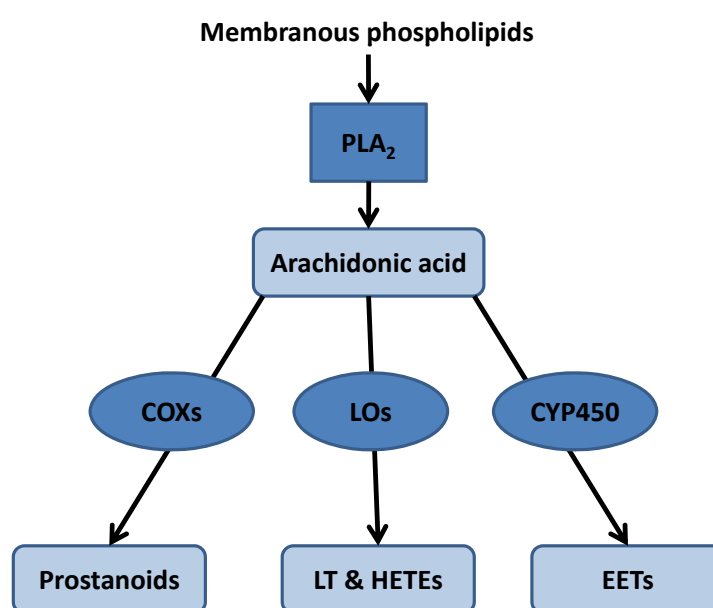 Membranous phospholipids
PLA₂
Arachidonic acid
COXs
LOs
CYP450
Prostanoids
LT & HETEs
EETs